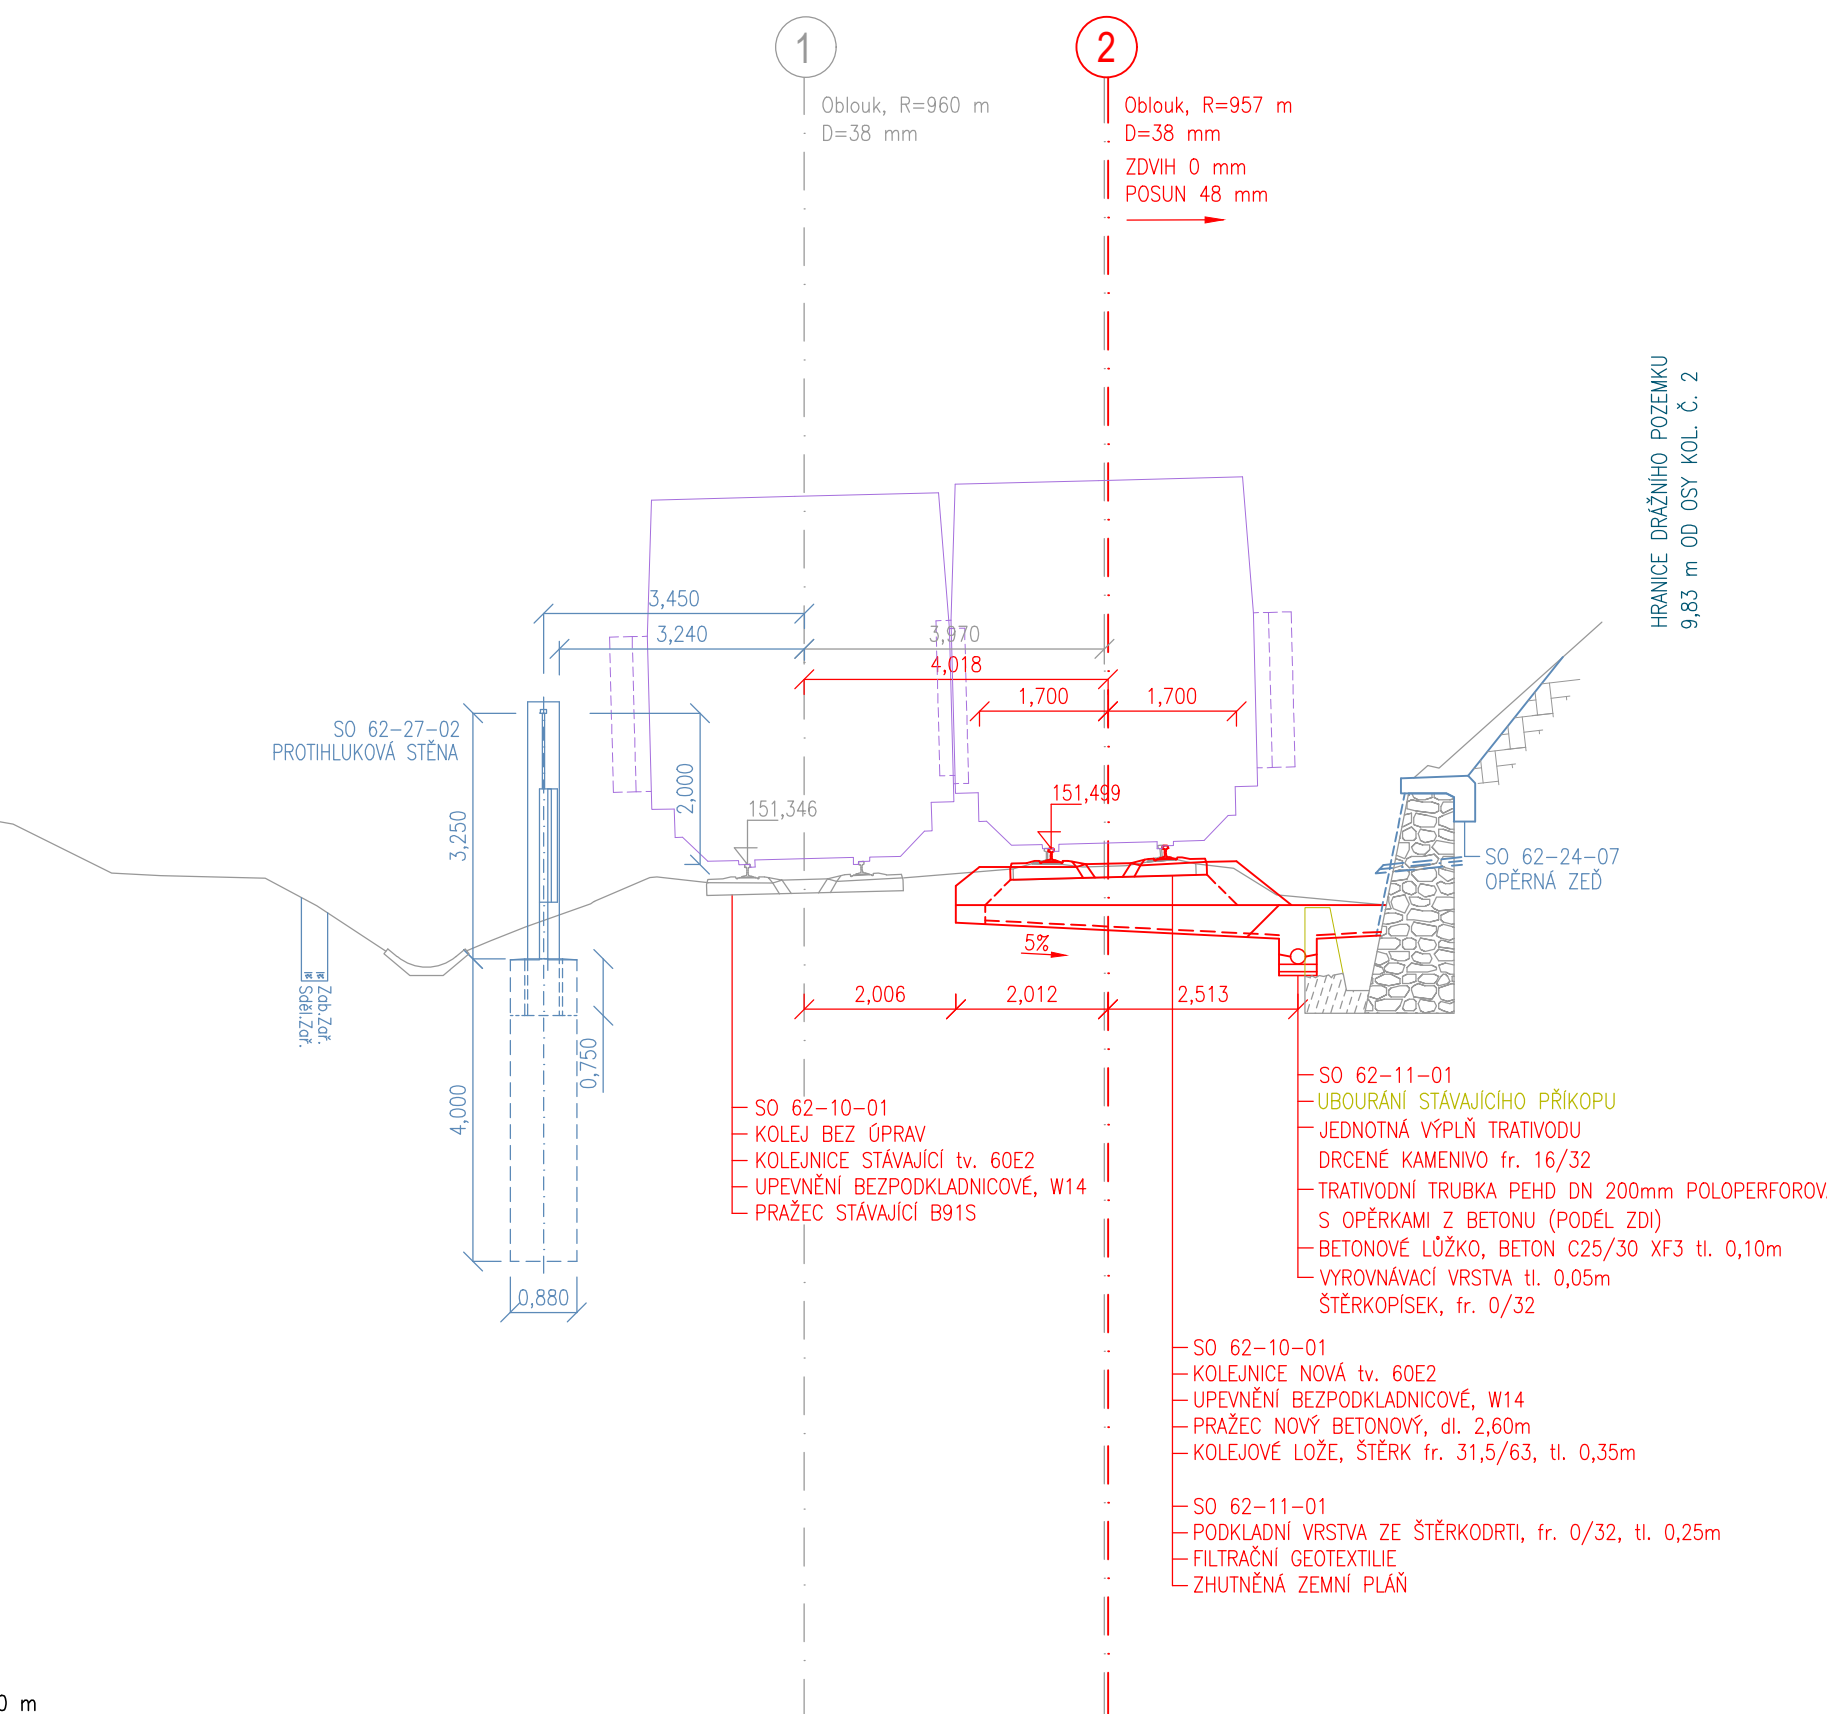 1
2
Oblouk, R=960 m
D=38 mm
Oblouk, R=957 m
D=38 mm
ZDVIH 0 mm
POSUN 48 mm
HRANICE DRÁŽNÍHO POZEMKU
9,83 m OD OSY KOL. Č. 2
3,450
3,240
3,970
4,018
1,700
1,700
SO 62-27-02
PROTIHLUKOVÁ STĚNA
2,000
151,346
151,499
3,250
SO 62-24-07
OPĚRNÁ ZEĎ
5%
Zab.Zař.
Sděl.Zař.
2,006
2,012
2,513
0,750
4,000
0,880
SO 62-10-01
KOLEJ BEZ ÚPRAV
KOLEJNICE STÁVAJÍCÍ tv. 60E2
UPEVNĚNÍ BEZPODKLADNICOVÉ, W14
PRAŽEC STÁVAJÍCÍ B91S
SO 62-11-01
UBOURÁNÍ STÁVAJÍCÍHO PŘÍKOPU
JEDNOTNÁ VÝPLŇ TRATIVODU
DRCENÉ KAMENIVO fr. 16/32
TRATIVODNÍ TRUBKA PEHD DN 200mm POLOPERFOROV
S OPĚRKAMI Z BETONU (PODÉL ZDI)
BETONOVÉ LŮŽKO, BETON C25/30 XF3 tl. 0,10m
VYROVNÁVACÍ VRSTVA tl. 0,05m
ŠTĚRKOPÍSEK, fr. 0/32
SO 62-10-01
KOLEJNICE NOVÁ tv. 60E2
UPEVNĚNÍ BEZPODKLADNICOVÉ, W14
PRAŽEC NOVÝ BETONOVÝ, dl. 2,60m
KOLEJOVÉ LOŽE, ŠTĚRK fr. 31,5/63, tl. 0,35m
SO 62-11-01
PODKLADNÍ VRSTVA ZE ŠTĚRKODRTI, fr. 0/32, tl. 0,25m
FILTRAČNÍ GEOTEXTILIE
ZHUTNĚNÁ ZEMNÍ PLÁŇ
0 m